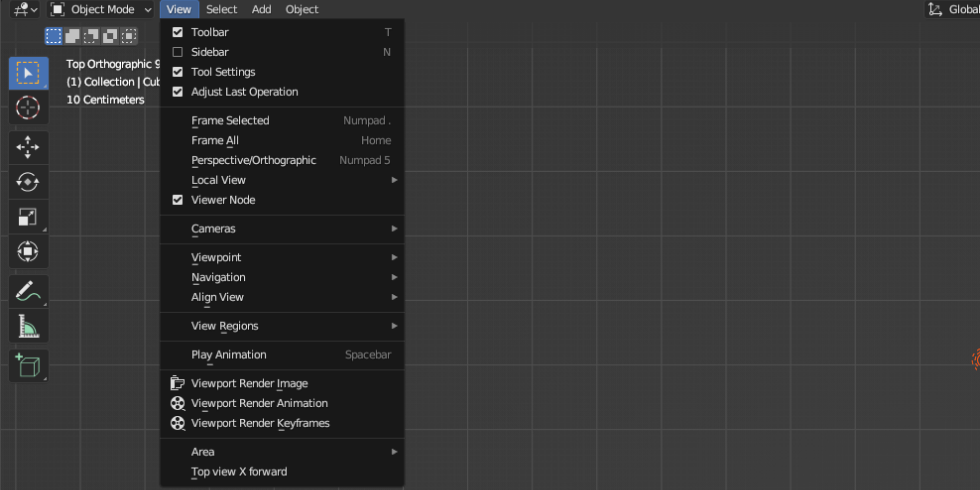 Object Mode View Select Add Object Global
Top Orthographic 9
(1) Collection | Cub
10 Centimeters
Toolbar T
Sidebar N
Tool Settings
Adjust Last Operation
Frame Selected Numpad .
Frame All Home
Perspective/Orthographic Numpad 5
Local View
Viewer Node
Cameras
Viewpoint
Navigation
Align View
View Regions
Play Animation Spacebar
Viewport Render Image
Viewport Render Animation
Viewport Render Keyframes
Area
Top view X forward